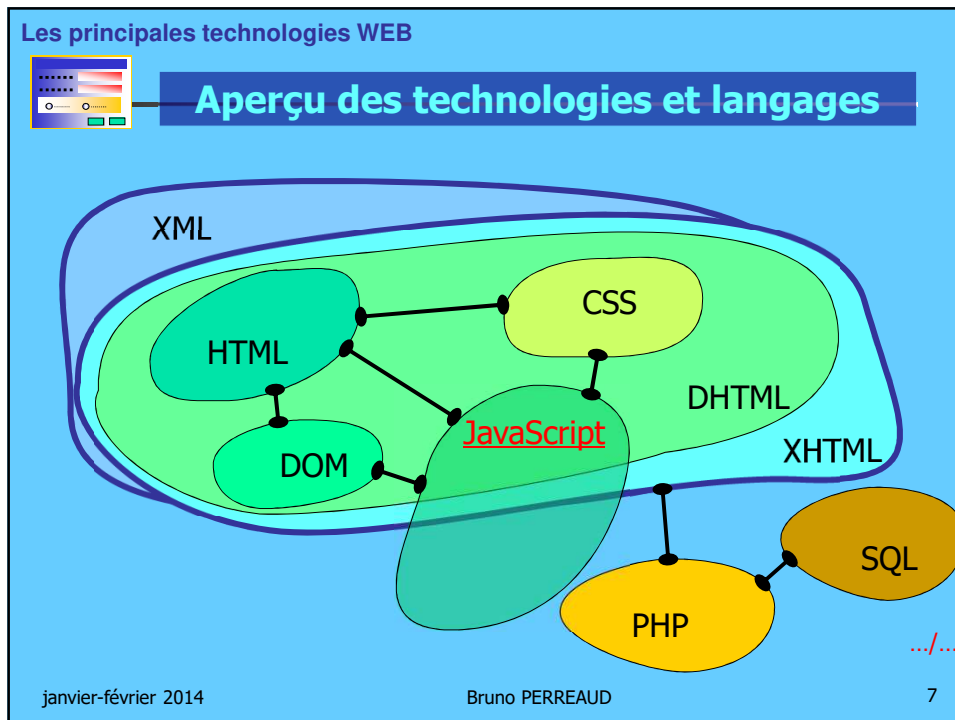 Les principales technologies WEB
Aperçu des technologies et langages
XML
CSS
HTML
DHTML
JavaScript
XHTML
DOM
SQL
PHP
.../...
janvier-février 2014
Bruno PERREAUD
7